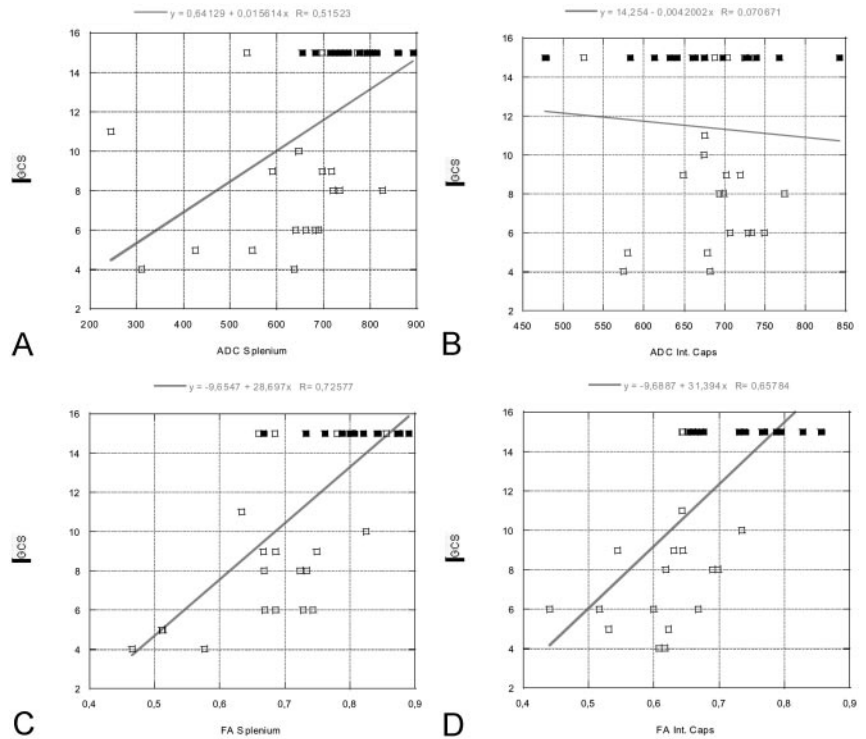 y = 0,64129 + 0,015614x R= 0,51523
16
14
12
10
8
6
4
2
GCS
200 300 400 500 600 700 800 900
ADC Splenium
A
y = 14,254 - 0,0042002x R= 0,070671
16
14
12
10
8
6
4
2
GCS
450 500 550 600 650 700 750 800 850
ADC Int. Caps
B
y = -9,6547 + 28,697x R= 0,72577
16
14
12
10
8
6
4
2
GCS
0,4 0,5 0,6 0,7 0,8 0,9
FA Splenium
C
y = -9,6887 + 31,394x R= 0,65784
16
14
12
10
8
6
4
2
GCS
0,4 0,5 0,6 0,7 0,8 0,9
FA Int. Caps
D